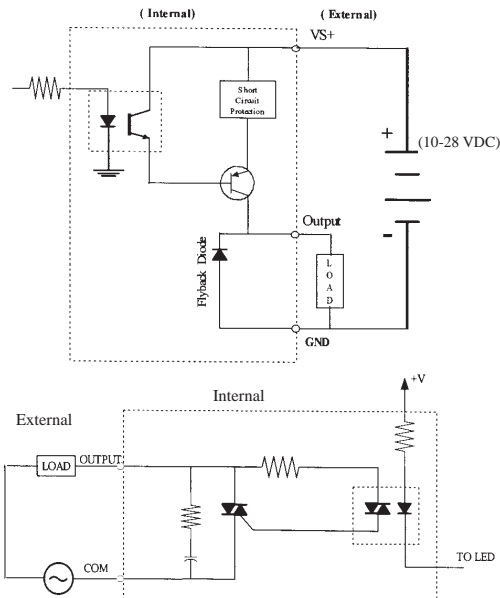 ( Internal)
( External)
VS+
Short
Circuit
Protection
+
(10-28 VDC)
Output
-
Flyback Diode
L
O
A
D
GND
+V
Internal
External
LOAD
OUTPUT
COM
TO LED